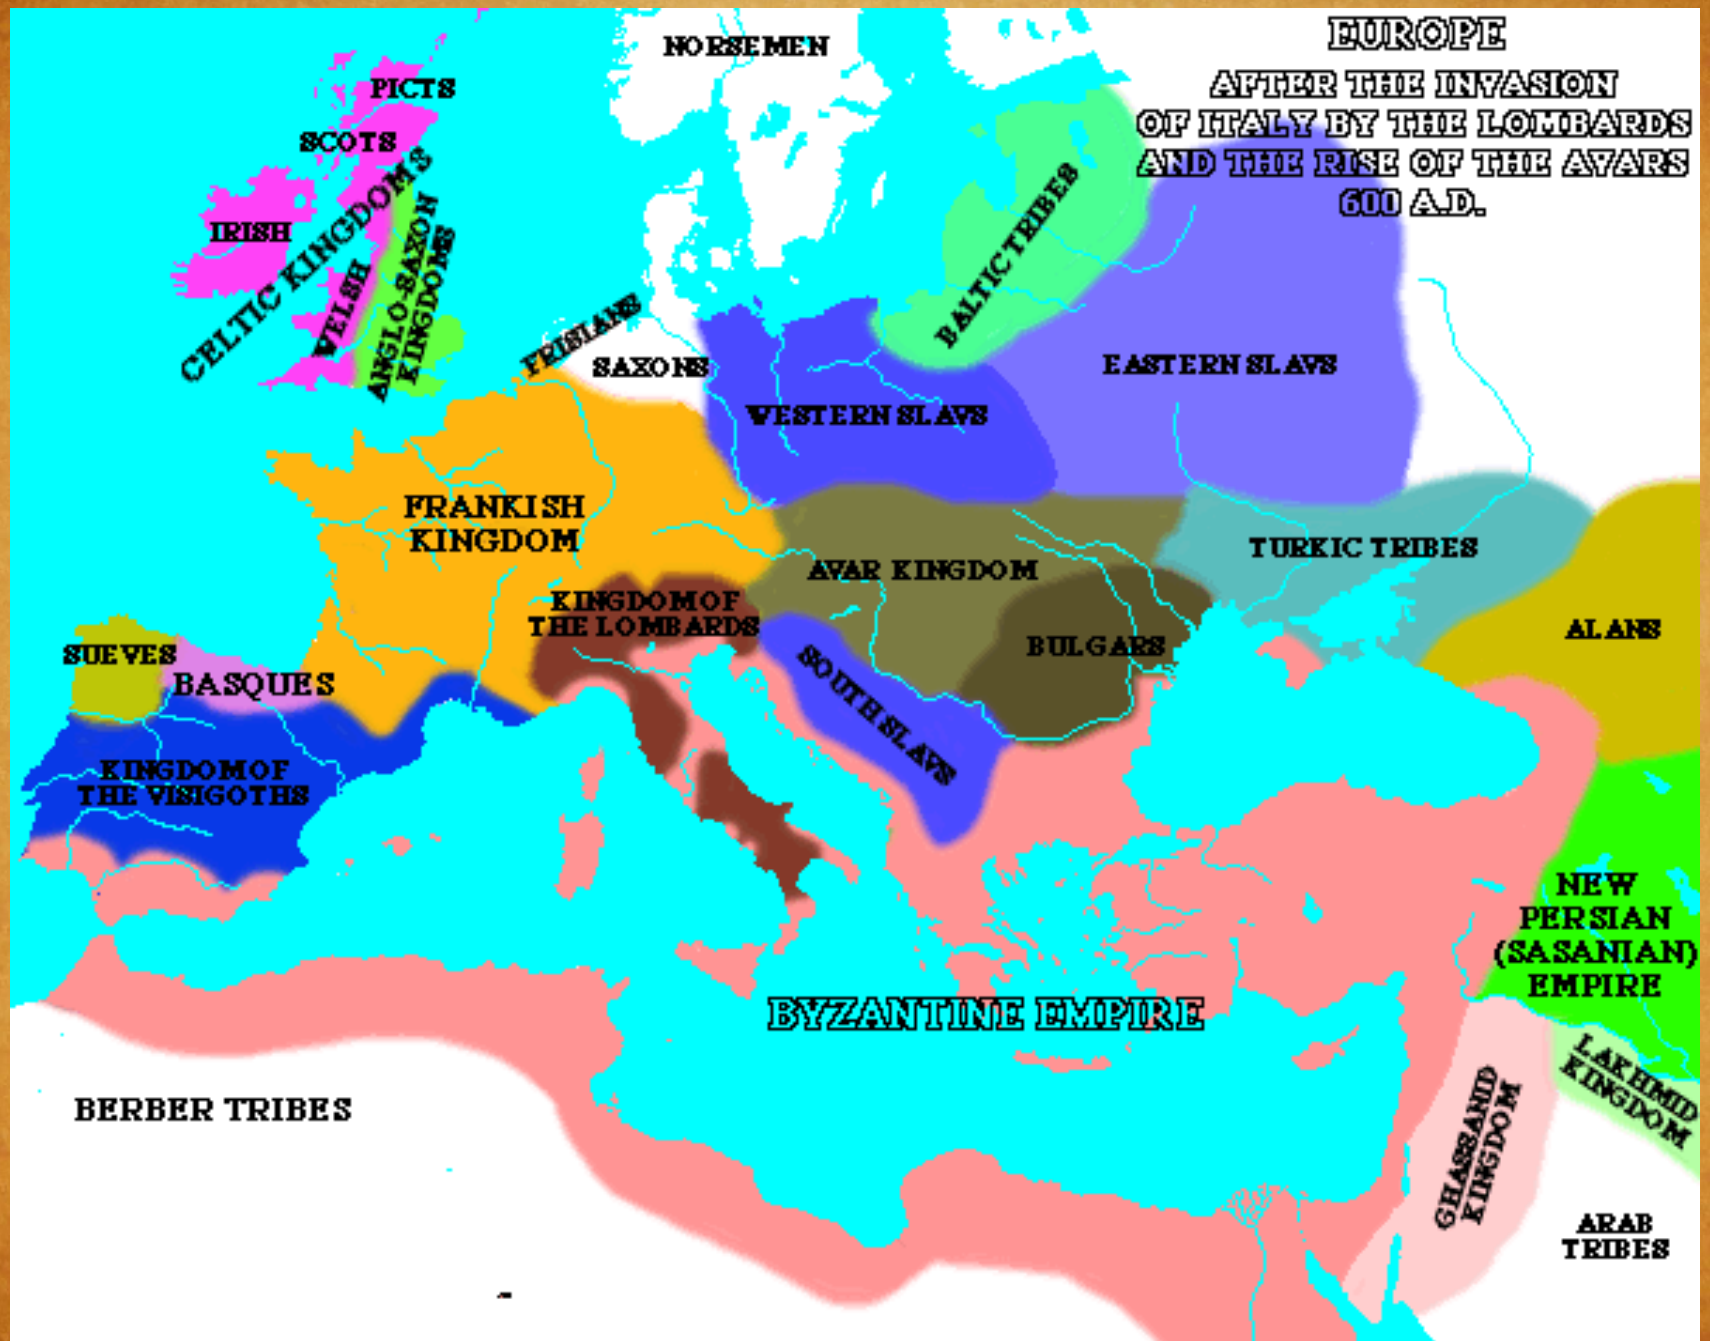 EUROPE
AFTER THE INVASION
OF ITALY BY THE LOMBARDS
AND THE RISE OF THE AVARS
600 A.D.
NORSEMEN
PICTS
SCOTS
IRISH
CELTIC KINGDOMS
WELSH
ANGLO-SAXON
KINGDOMS
FRISIANS
SAXONS
BALTIC TRIBES
WESTERN SLAVS
EASTERN SLAVS
FRANKISH
KINGDOM
AVAR KINGDOM
TURKIC TRIBES
KINGDOM OF
THE LOMBARDS
BULGARS
ALANS
SUEVES
BASQUES
SOUTH SLAVS
KINGDOM OF
THE VISIGOTHS
NEW
PERSIAN
(SASANIAN)
EMPIRE
BYZANTINE EMPIRE
LAKHMID
KINGDOM
GHASSANID
KINGDOM
BERBER TRIBES
ARAB
TRIBES